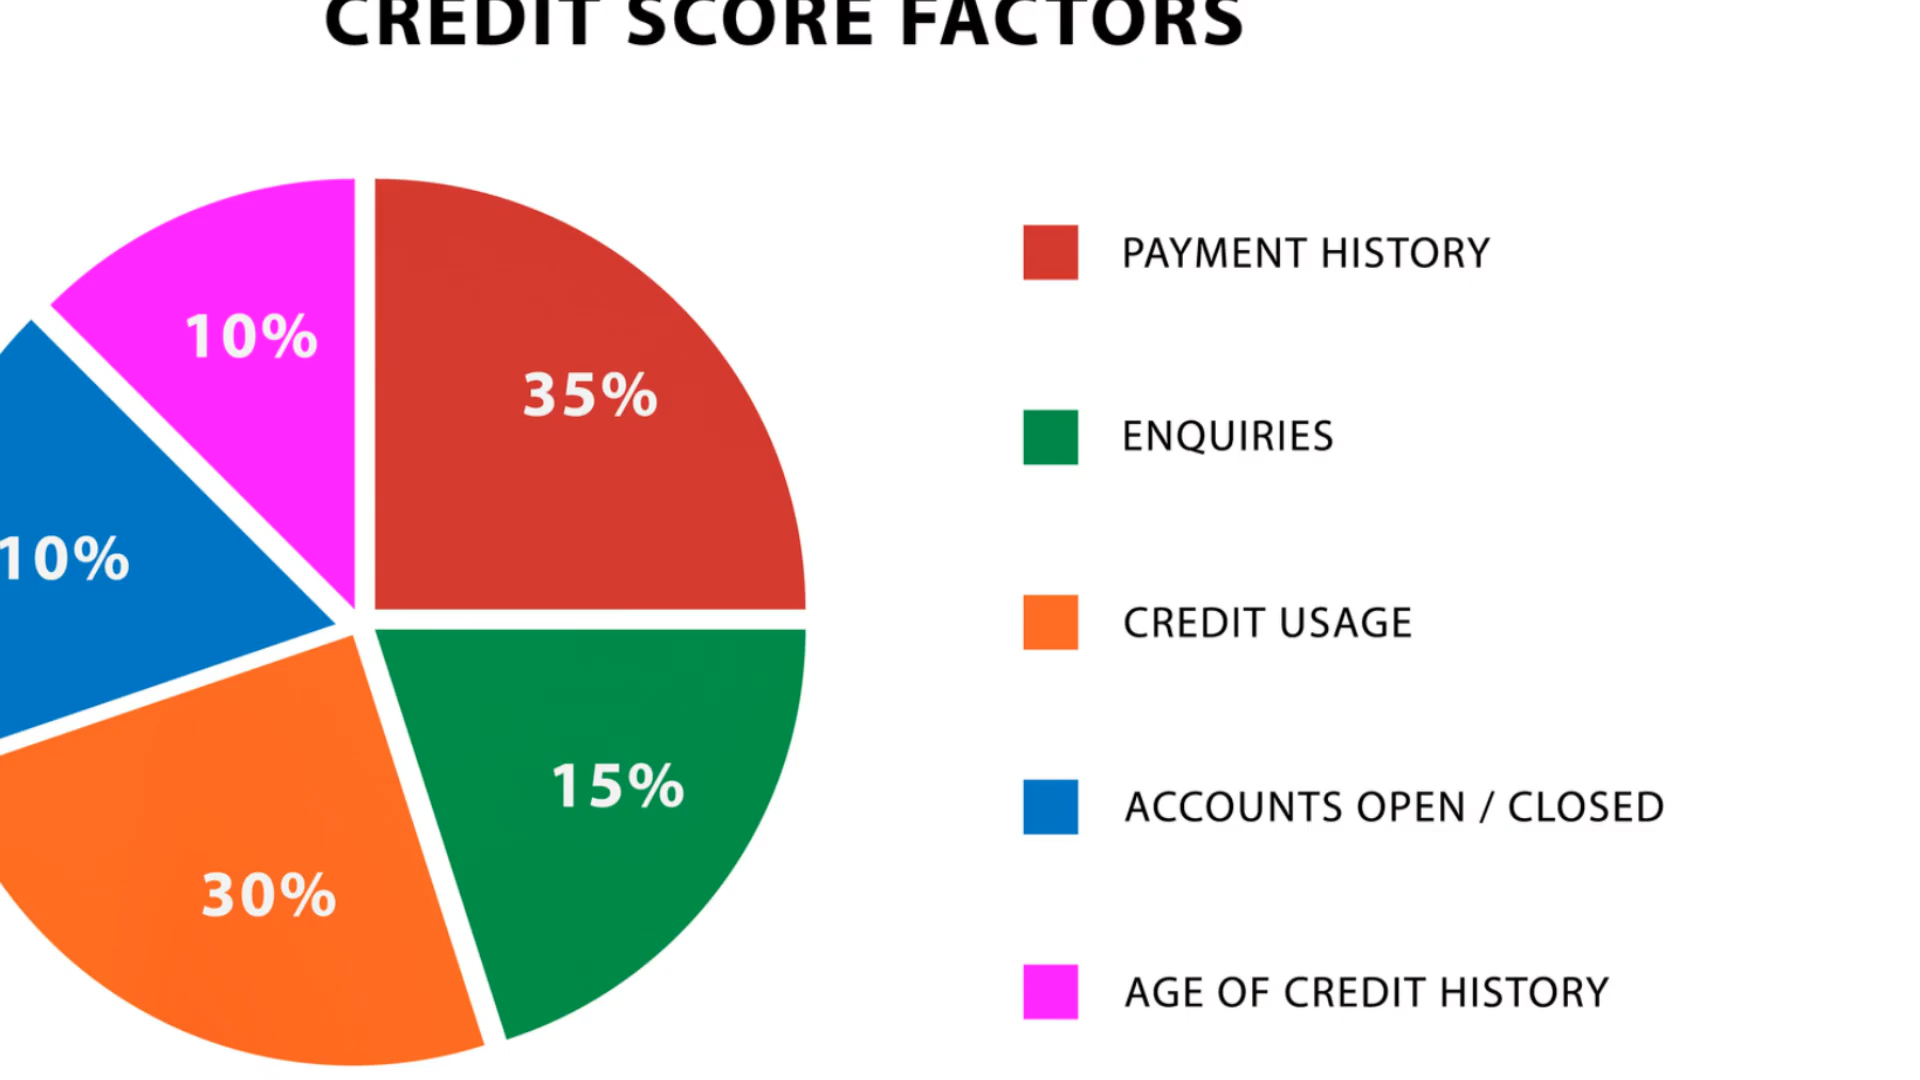 CREDIT SCORE FACTORS
10%
35%
10%
15%
30%
PAYMENT HISTORY
ENQUIRIES
CREDIT USAGE
ACCOUNTS OPEN / CLOSED
AGE OF CREDIT HISTORY